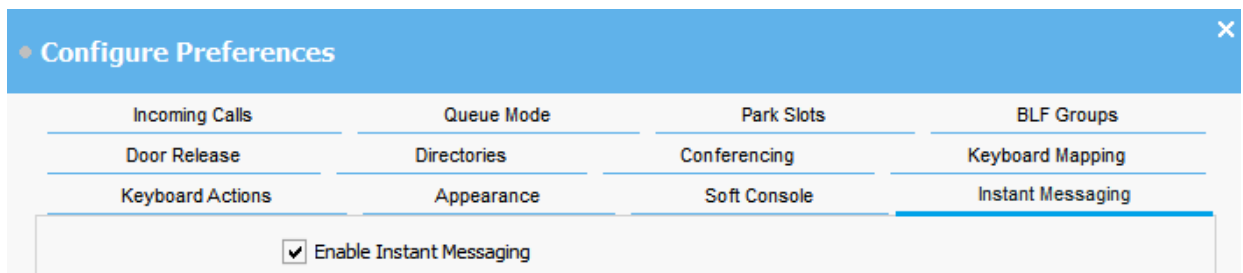 Configure Preferences
Incoming Calls Queue Mode Park Slots BLF Groups
Door Release Directories Conferencing Keyboard Mapping
Keyboard Actions Appearance Soft Console Instant Messaging
Enable Instant Messaging